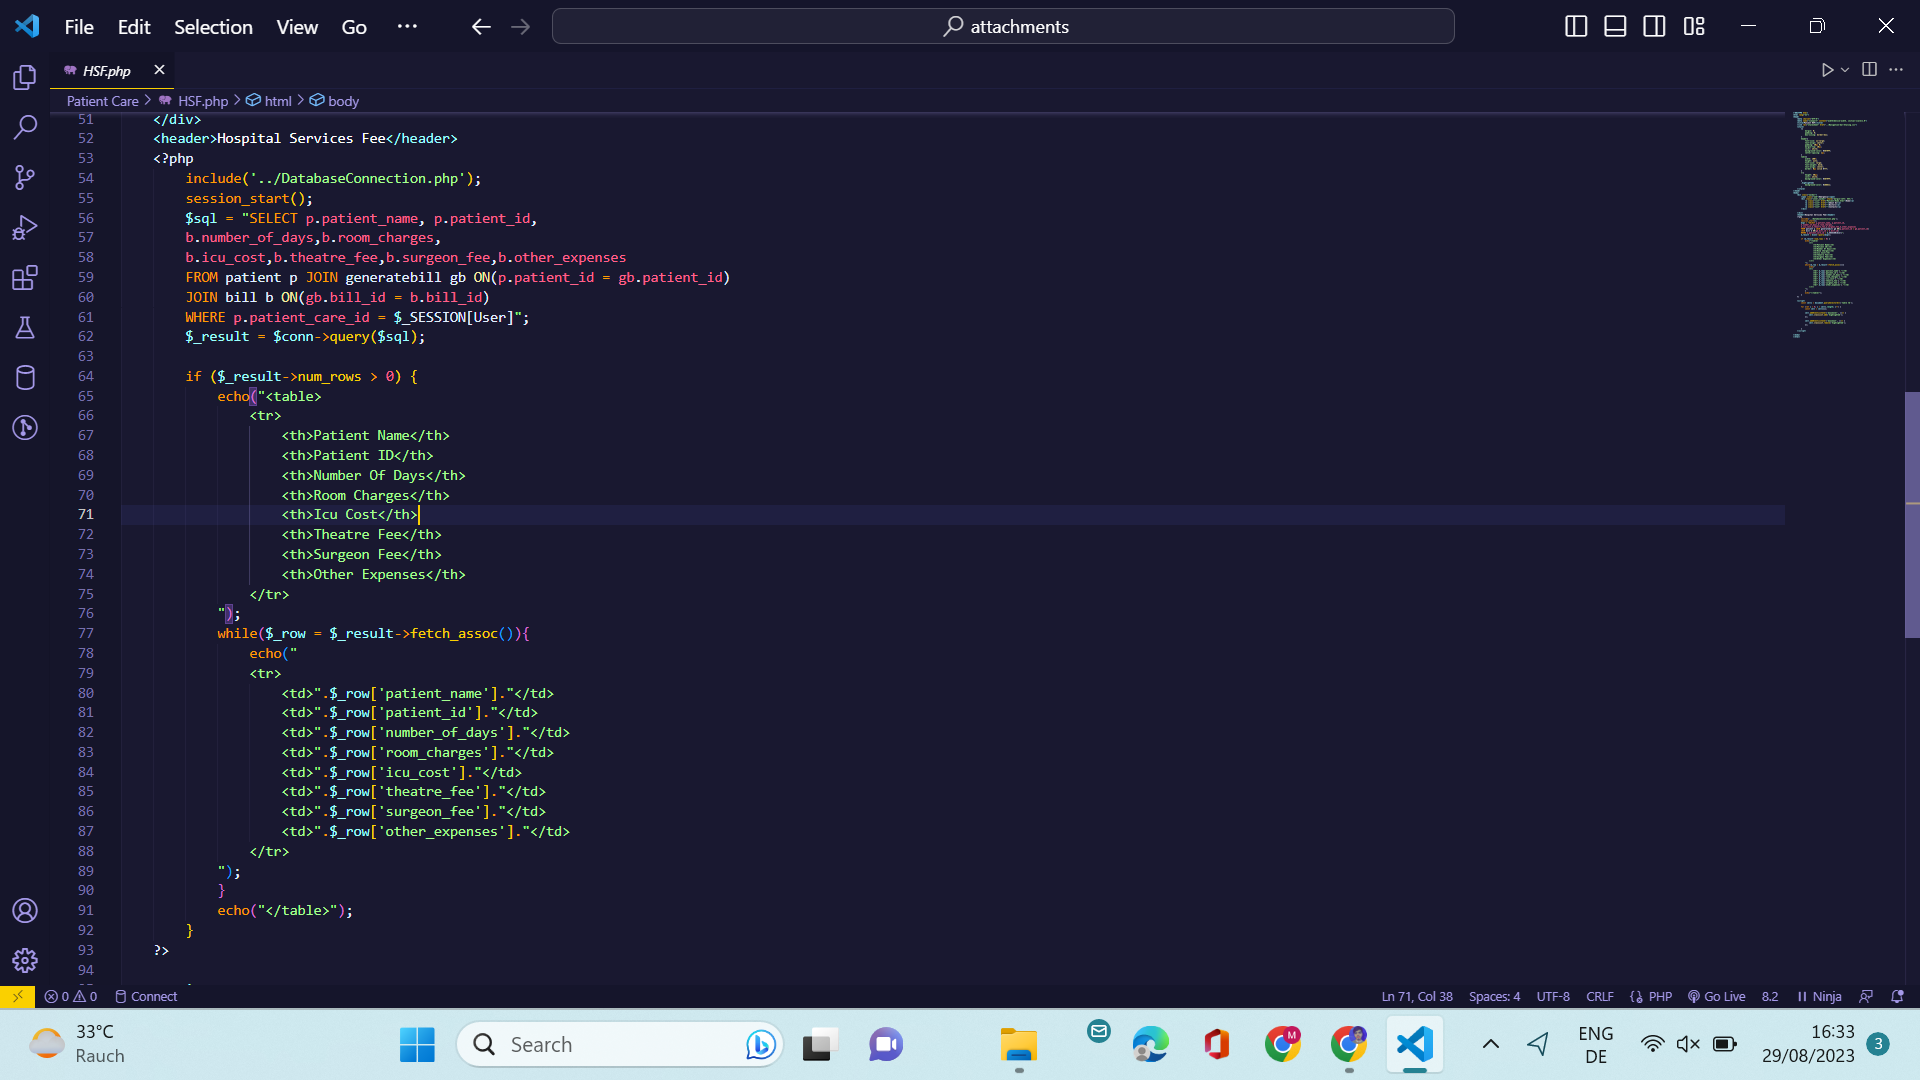 File Edit Selection View Go ··· attachments
HSF.php
Patient Care > HSF.php > html > body
51 </div>
52 <header>Hospital Services Fee</header>
53 <?php
54 include('../DatabaseConnection.php');
55 session_start();
56 $sql = "SELECT p.patient_name, p.patient_id,
57 b.number_of_days,b.room_charges,
58 b.icu_cost,b.theatre_fee,b.surgeon_fee,b.other_expenses
59 FROM patient p JOIN generatebill gb ON(p.patient_id = gb.patient_id)
60 JOIN bill b ON(gb.bill_id = b.bill_id)
61 WHERE p.patient_care_id = $_SESSION[User]";
62 $_result = $conn->query($sql);
63
64 if ($_result->num_rows > 0) {
65 echo("<table>
66 <tr>
67 <th>Patient Name</th>
68 <th>Patient ID</th>
69 <th>Number Of Days</th>
70 <th>Room Charges</th>
71 <th>Icu Cost</th>
72 <th>Theatre Fee</th>
73 <th>Surgeon Fee</th>
74 <th>Other Expenses</th>
75 </tr>
76 ");
77 while($_row = $_result->fetch_assoc()){
78 echo("
79 <tr>
80 <td>".$_row['patient_name']."</td>
81 <td>".$_row['patient_id']."</td>
82 <td>".$_row['number_of_days']."</td>
83 <td>".$_row['room_charges']."</td>
84 <td>".$_row['icu_cost']."</td>
85 <td>".$_row['theatre_fee']."</td>
86 <td>".$_row['surgeon_fee']."</td>
87 <td>".$_row['other_expenses']."</td>
88 </tr>
89 ");
90 }
91 echo("</table>");
92 }
93 ?>
94
0 0 Connect Ln 71, Col 38 Spaces: 4 UTF-8 CRLF PHP Go Live 8.2 Ninja
33°C
Rauch
Search
M
ENG
DE
16:33
29/08/2023
3